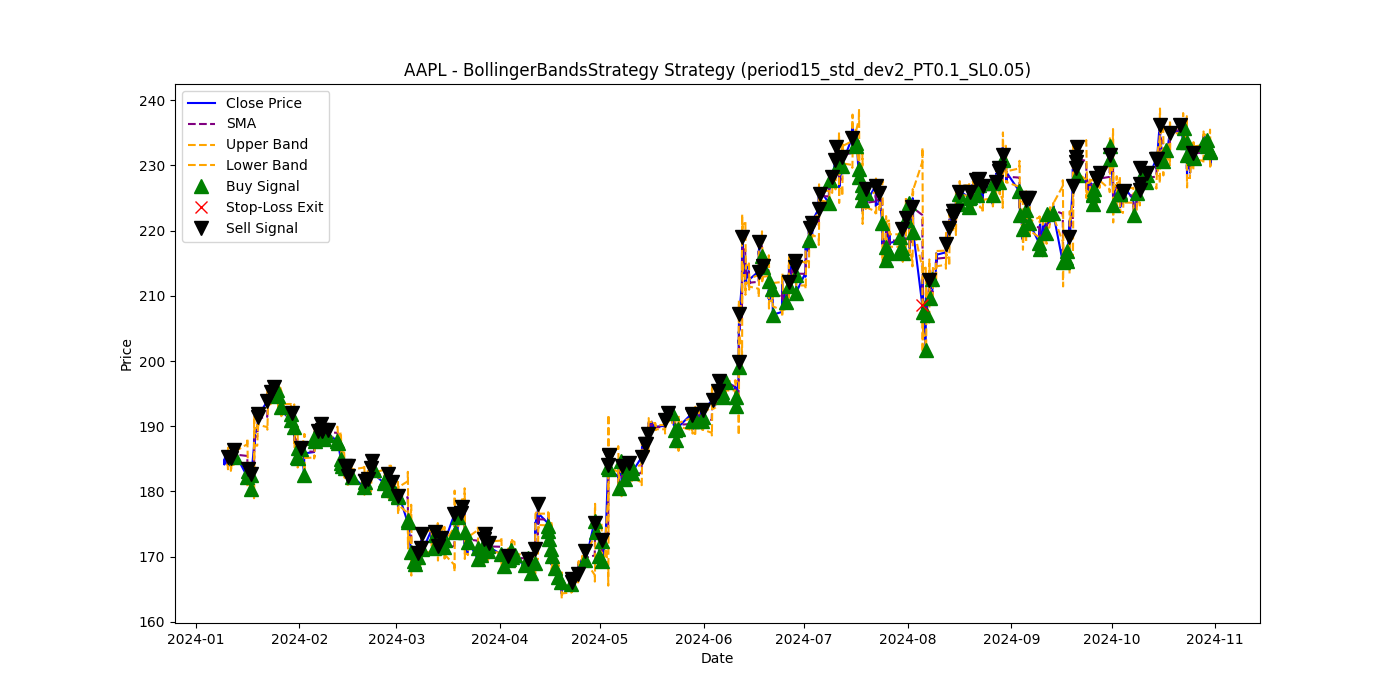 AAPL - BollingerBandsStrategy Strategy (period15_std_dev2_PT0.1_SL0.05)
240
230
220
210
200
190
180
170
160
Price
Close Price
SMA
Upper Band
Lower Band
Buy Signal
Stop-Loss Exit
Sell Signal
2024-01 2024-02 2024-03 2024-04 2024-05 2024-06 2024-07 2024-08 2024-09 2024-10 2024-11
Date